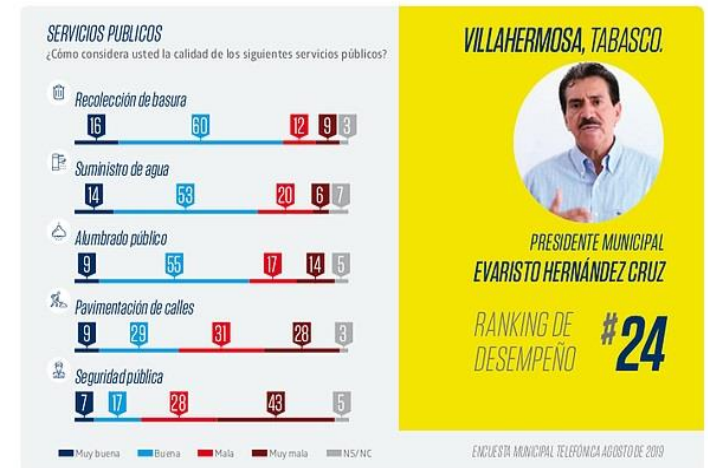 SERVICIOS PUBLICOS
¿Cómo considera usted la calidad de los siguientes servicios públicos?
Recolección de basura
16 60 12 9 3
Suministro de agua
14 53 20 6 7
Alumbrado público
9 55 17 14 5
Pavimentación de calles
9 29 31 28 3
Seguridad pública
7 17 28 43 5
Muy buena Buena Mala Muy mala NS/NC
VILLAHERMOSA, TABASCO.
PRESIDENTE MUNICIPAL
EVARISTO HERNÁNDEZ CRUZ
RANKING DE
DESEMPEÑO
#24
ENCUESTA MUNICIPAL TELEFÓNICA AGOSTO DE 2019